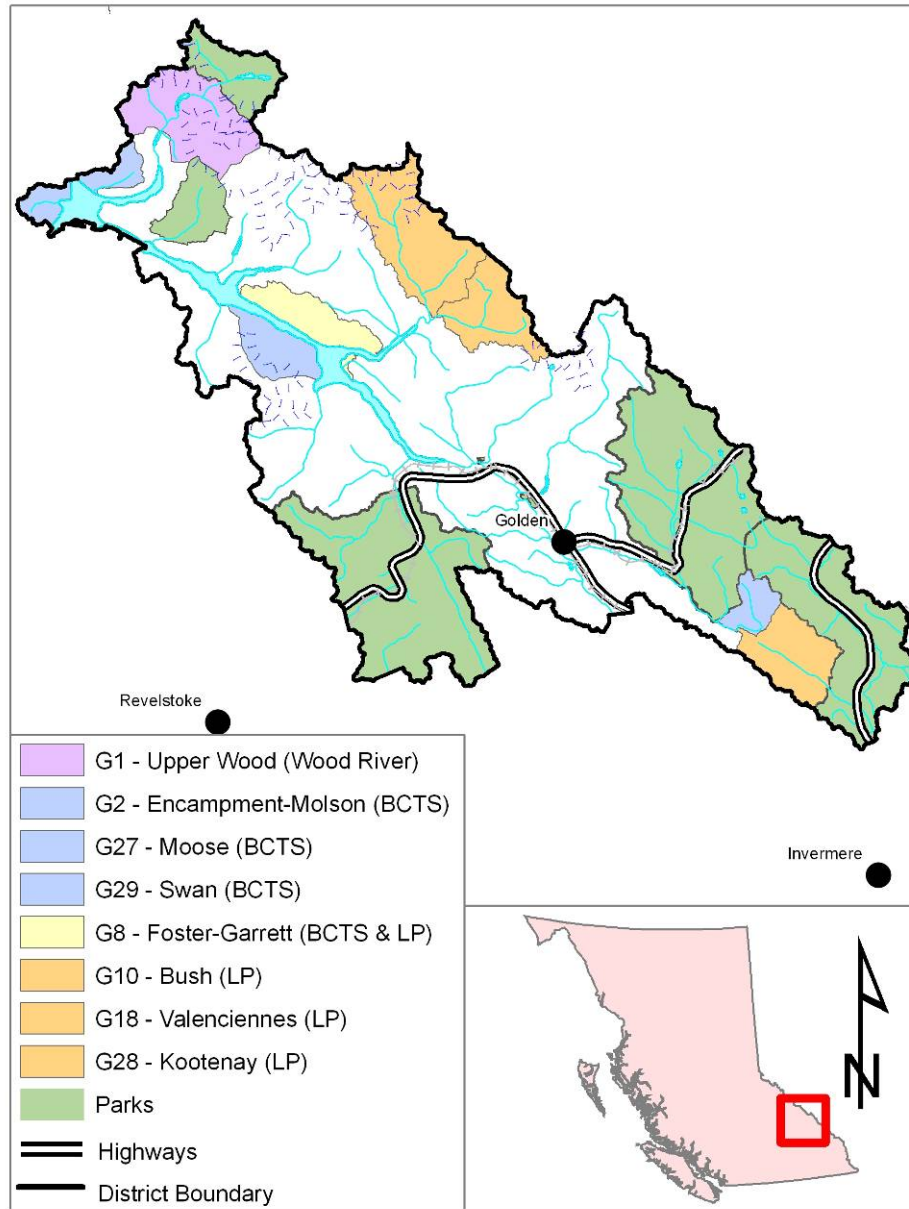 Golden
Revelstoke
Invermere
G1 - Upper Wood (Wood River)
G2 - Encampment-Molson (BCTS)
G27 - Moose (BCTS)
G29 - Swan (BCTS)
G8 - Foster-Garrett (BCTS & LP)
G10 - Bush (LP)
G18 - Valenciennes (LP)
G28 - Kootenay (LP)
Parks
Highways
District Boundary
N